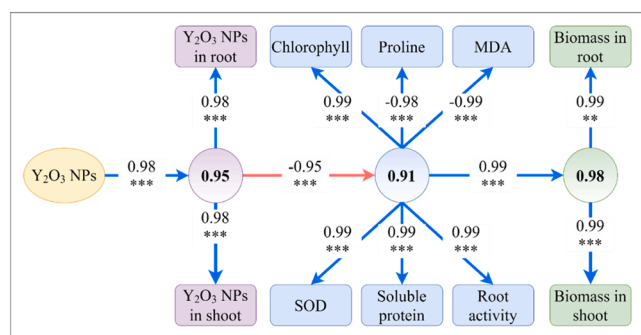 Y₂O₃ NPs
in root
Chlorophyll
Proline
MDA
Biomass in
root
0.98
***
0.99
***
-0.98
***
-0.99
***
0.99
**
Y₂O₃ NPs
0.98
***
0.95
-0.95
***
0.91
0.99
***
0.98
0.98
***
0.99
***
0.99
***
0.99
***
0.99
***
Y₂O₃ NPs
in shoot
SOD
Soluble
protein
Root
activity
Biomass in
shoot